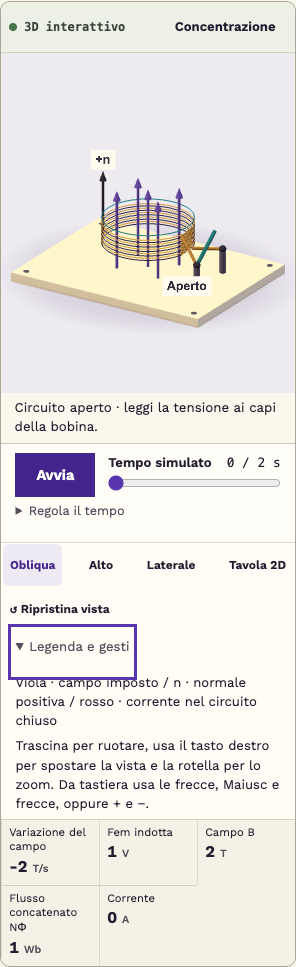 3D interattivo
Concentrazione
+n
Aperto
Circuito aperto · leggi la tensione ai capi
della bobina.
Avvia
Tempo simulato 0 / 2 s
▶ Regola il tempo
Obliqua Alto Laterale Tavola 2D
↺ Ripristina vista
▼ Legenda e gesti
Viola · campo imposto / n · normale
positiva / rosso · corrente nel circuito
chiuso
Trascina per ruotare, usa il tasto destro
per spostare la vista e la rotella per lo
zoom. Da tastiera usa le frecce, Maiusc e
frecce, oppure + e −.
Variazione del
campo
-2 T/s
Fem indotta
1 V
Campo B
2 T
Flusso
concatenato
NΦ
1 Wb
Corrente
0 A